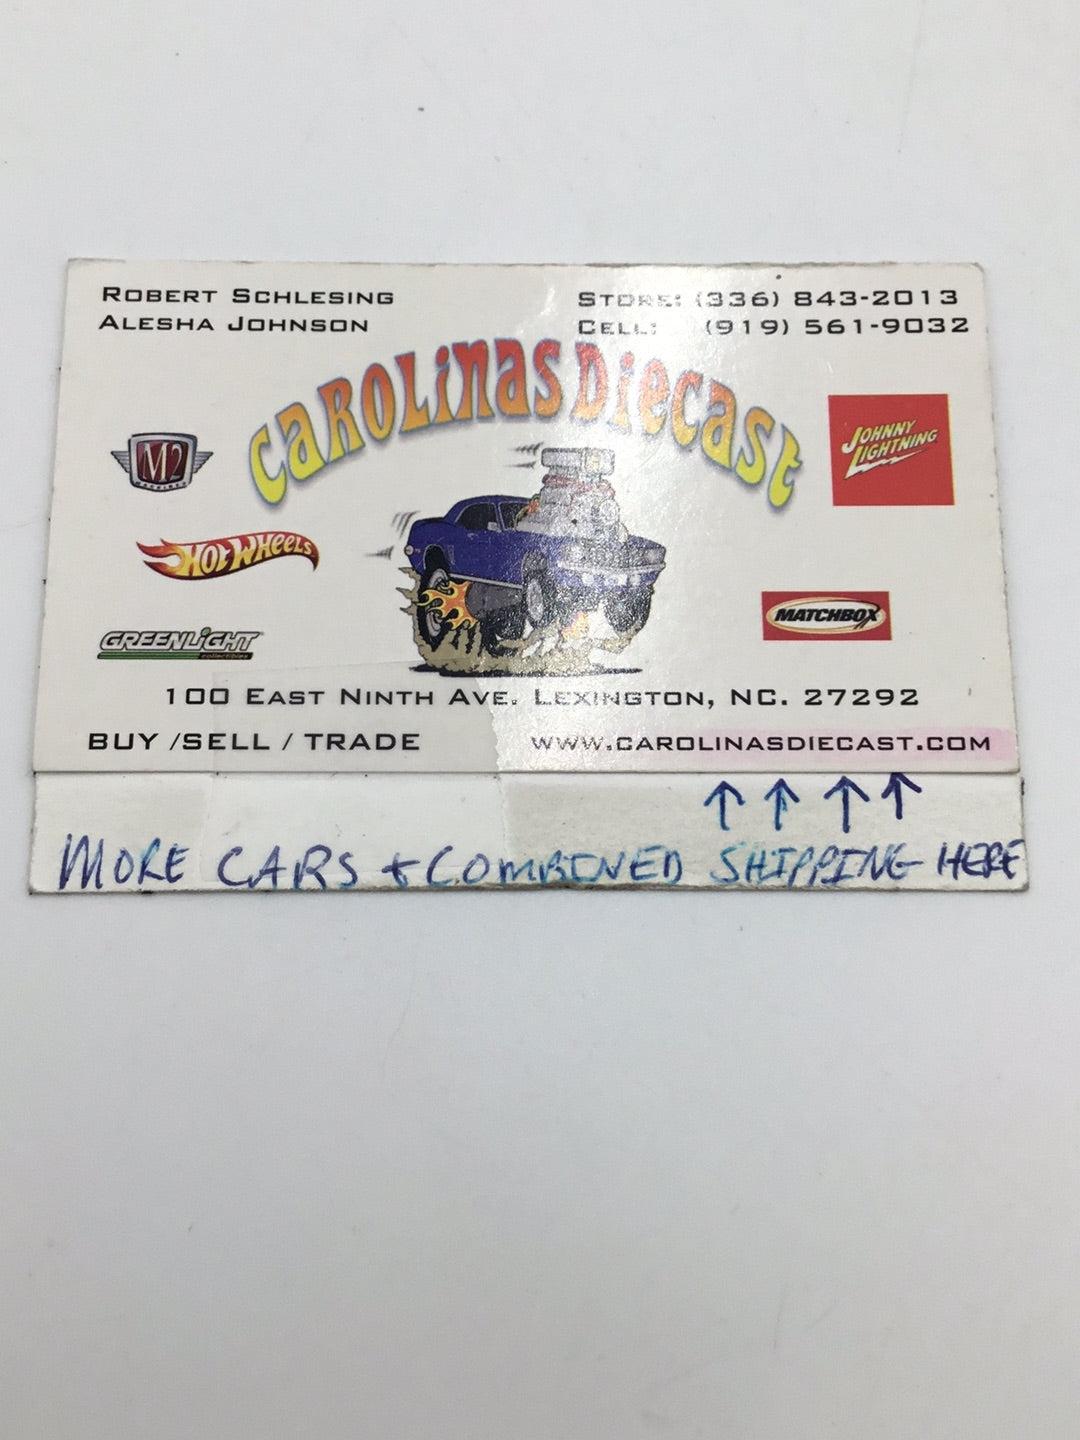 ROBERT SCHLESING
ALESHA JOHNSON
STORE: (336) 843-2013
CELL: (919) 561-9032
CAROLINAS DIECAST
M2
MACHINES
JOHNNY
LIGHTNING
HOT WHEELS
MATCHBOX
GREENLIGHT
collectibles
100 EAST NINTH AVE. LEXINGTON, NC. 27292
BUY /SELL / TRADE
WWW.CAROLINASDIECAST.COM
MORE CARS + COMBINED SHIPPING HERE